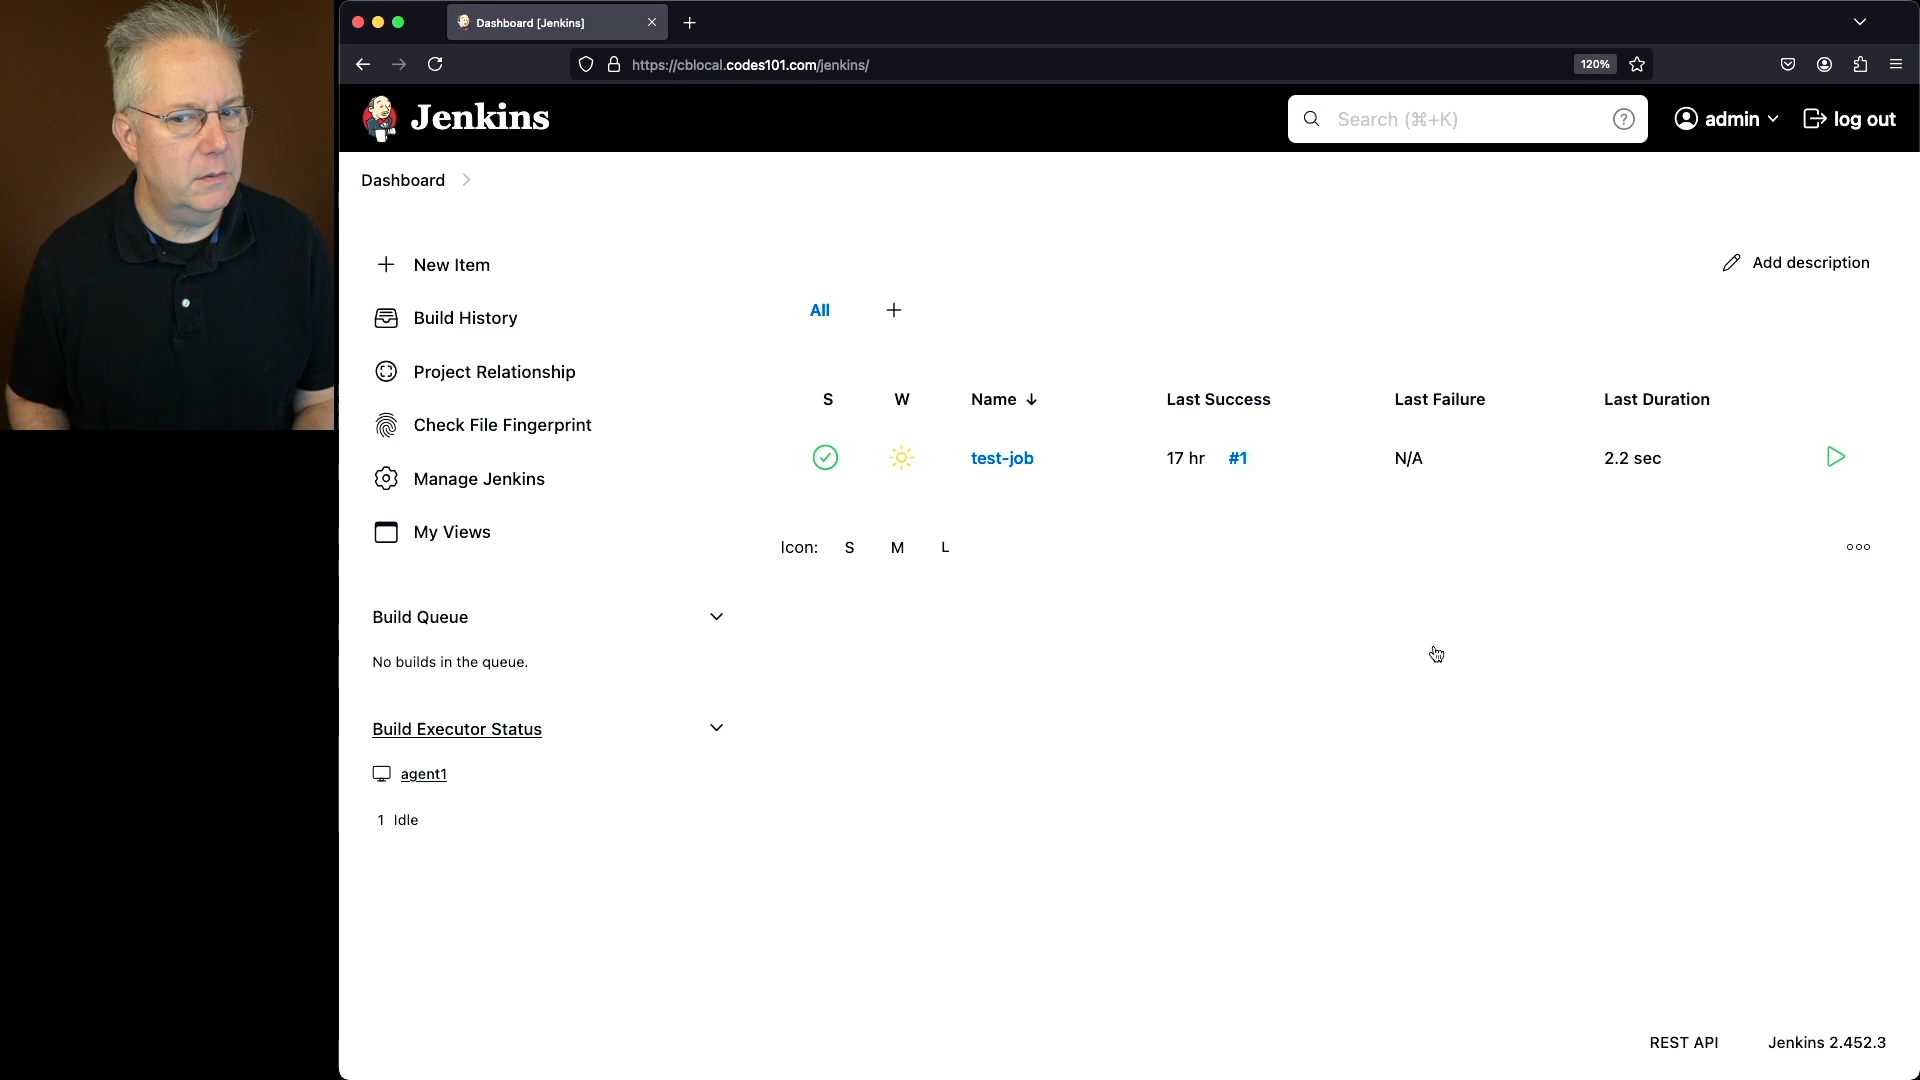 Dashboard [Jenkins]
https://cblocal.codes101.com/jenkins/
120%
Jenkins
Search (⌘+K)
admin
log out
Dashboard
New Item
Build History
Project Relationship
Check File Fingerprint
Manage Jenkins
My Views
Build Queue
No builds in the queue.
Build Executor Status
agent1
1 Idle
Add description
All
S W Name ↓ Last Success Last Failure Last Duration
test-job 17 hr #1 N/A 2.2 sec
Icon: S M L
REST API Jenkins 2.452.3